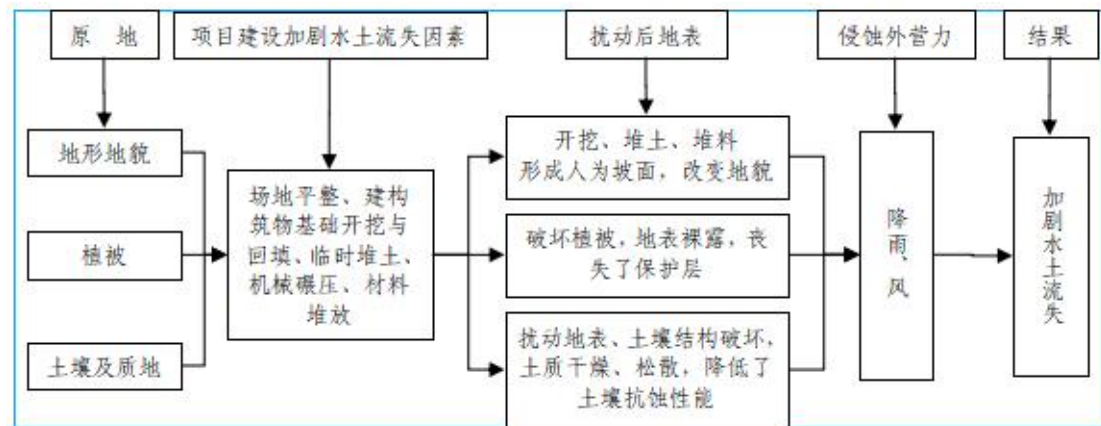 原 地
项目建设加剧水土流失因素
扰动后地表
侵蚀外营力
结果
地形地貌
植被
土壤及质地
场地平整、建构
筑物基础开挖与
回填、临时堆土、
机械碾压、材料
堆放
开挖、堆土、堆料
形成人为坡面，改变地貌
破坏植被，地表裸露，丧
失了保护层
扰动地表、土壤结构破坏，
土质干燥、松散，降低了
土壤抗蚀性能
降雨、风
加剧水土流失